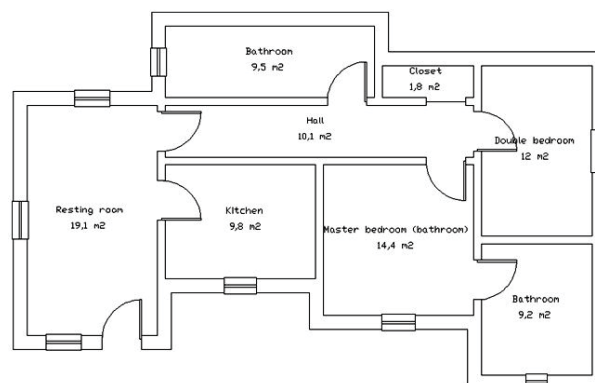 Bathroom
9,5 m2
Closet
1,8 m2
Hall
10,1 m2
Double bedroom
12 m2
Resting room
19,1 m2
Kitchen
9,8 m2
Master bedroom (bathroom)
14,4 m2
Bathroom
9,2 m2